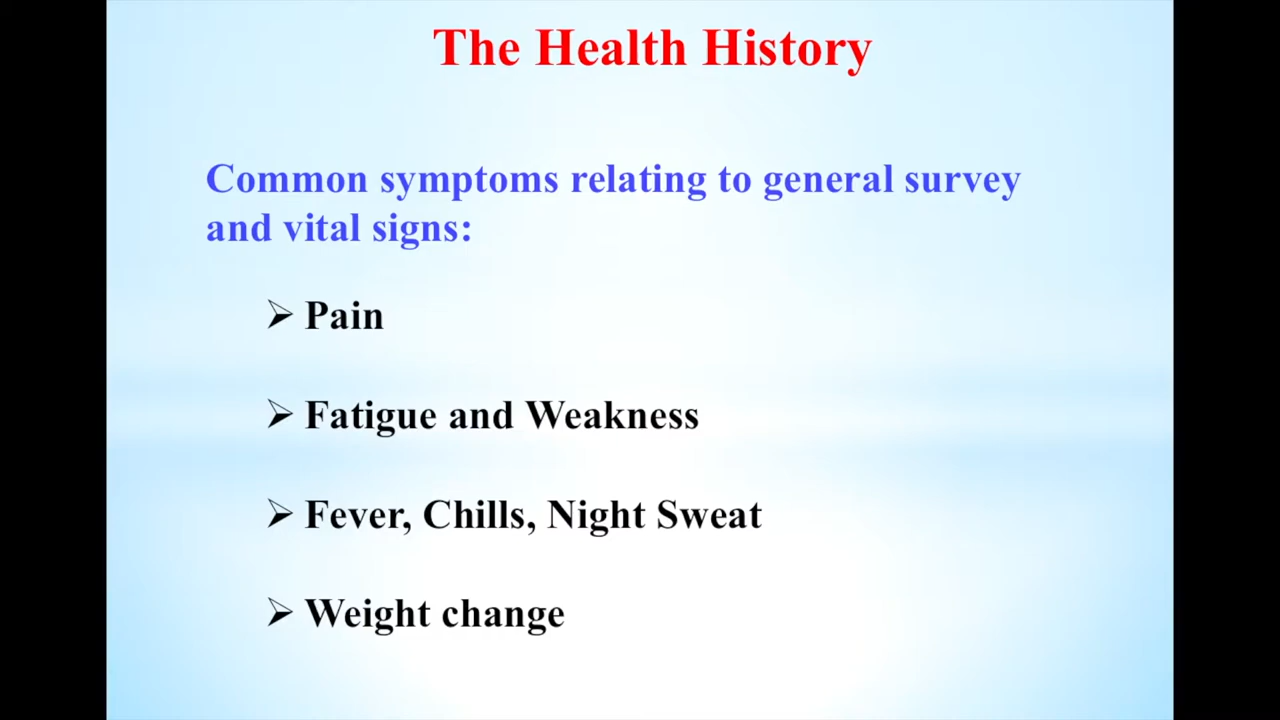 The Health History
Common symptoms relating to general survey
and vital signs:
➢ Pain
➢ Fatigue and Weakness
➢ Fever, Chills, Night Sweat
➢ Weight change